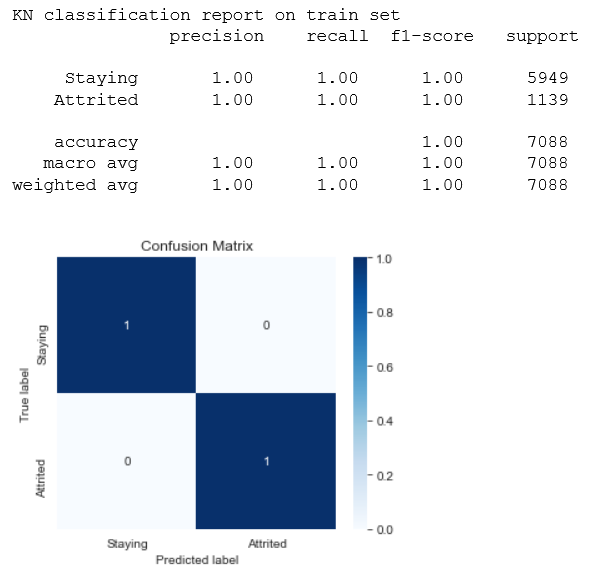 KN classification report on train set
precision recall f1-score support
Staying 1.00 1.00 1.00 5949
Attrited 1.00 1.00 1.00 1139
accuracy 1.00 7088
macro avg 1.00 1.00 1.00 7088
weighted avg 1.00 1.00 1.00 7088
Confusion Matrix
True label
Staying
Attrited
1 0
0 1
Staying Attrited
Predicted label
1.0
0.8
0.6
0.4
0.2
0.0